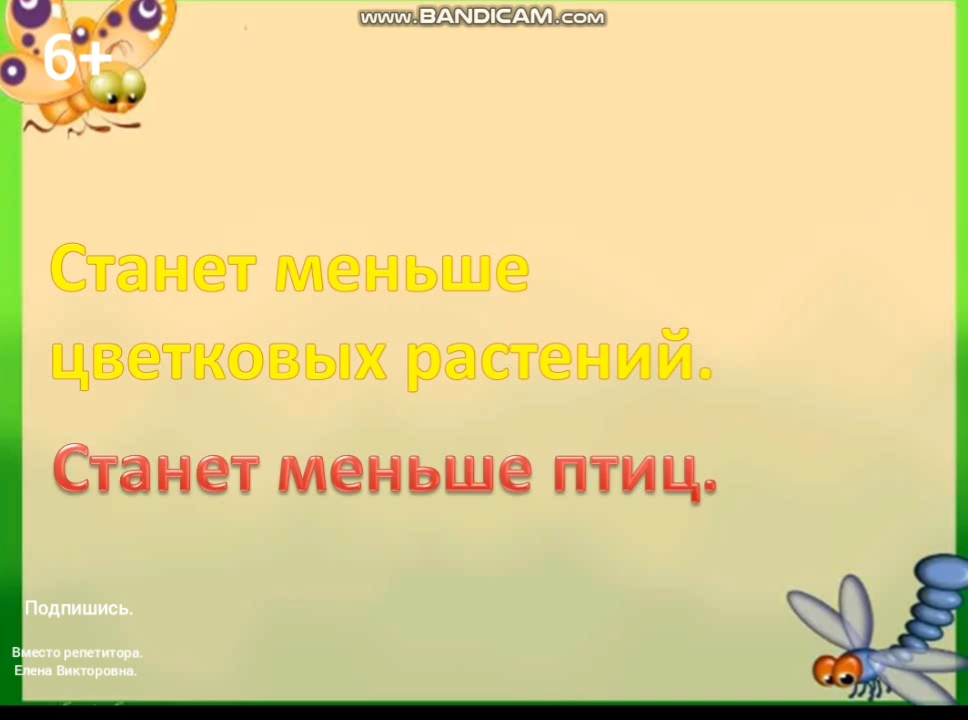 www.BANDICAM.com
6+
Станет меньше
цветковых растений.
Станет меньше птиц.
Подпишись.
Вместо репетитора.
Елена Викторовна.